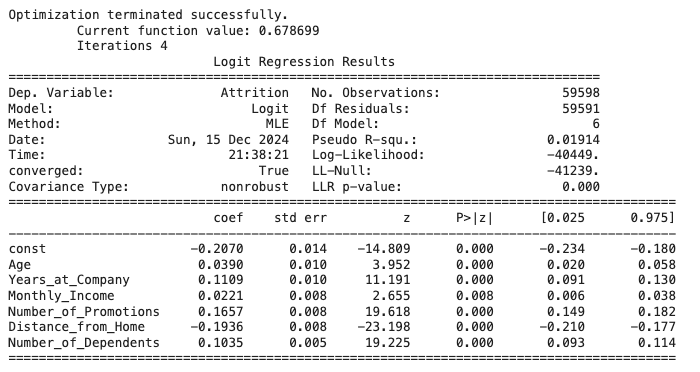 Optimization terminated successfully.
         Current function value: 0.678699
         Iterations 4
                           Logit Regression Results
==============================================================================
Dep. Variable:              Attrition   No. Observations:                59598
Model:                          Logit   Df Residuals:                    59591
Method:                           MLE   Df Model:                            6
Date:                Sun, 15 Dec 2024   Pseudo R-squ.:                 0.01914
Time:                        21:38:21   Log-Likelihood:                -40449.
converged:                       True   LL-Null:                       -41239.
Covariance Type:            nonrobust   LLR p-value:                     0.000
========================================================================================
                           coef    std err          z      P>|z|      [0.025      0.975]
----------------------------------------------------------------------------------------
const                   -0.2070      0.014    -14.809      0.000      -0.234      -0.180
Age                      0.0390      0.010      3.952      0.000       0.020       0.058
Years_at_Company         0.1109      0.010     11.191      0.000       0.091       0.130
Monthly_Income           0.0221      0.008      2.655      0.008       0.006       0.038
Number_of_Promotions     0.1657      0.008     19.618      0.000       0.149       0.182
Distance_from_Home      -0.1936      0.008    -23.198      0.000      -0.210      -0.177
Number_of_Dependents     0.1035      0.005     19.225      0.000       0.093       0.114
========================================================================================